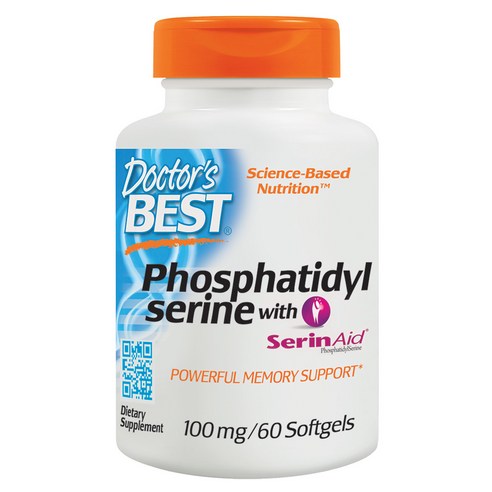 Doctor's
BEST®
Science-Based
Nutrition™
Phosphatidyl
serine with
SerinAid®
PhosphatidylSerine
POWERFUL MEMORY SUPPORT*
Dietary
Supplement
100 mg/60 Softgels